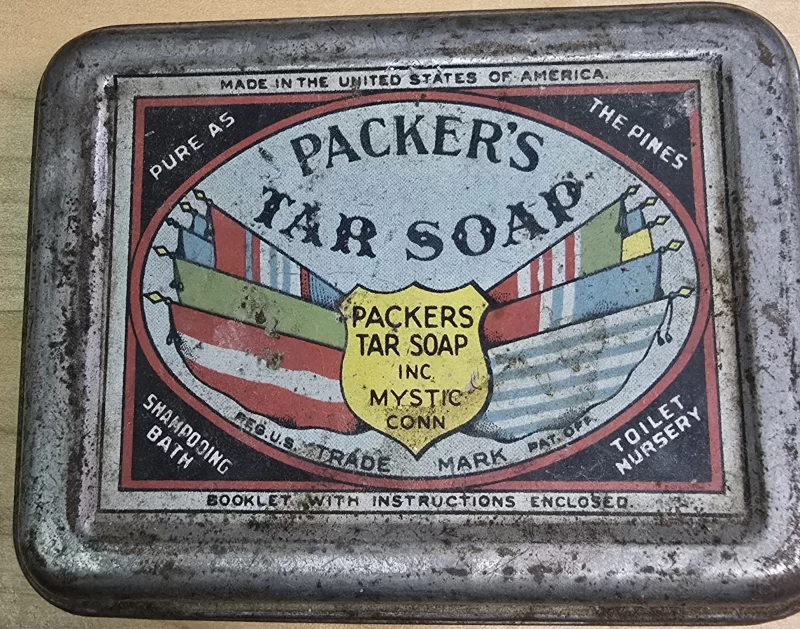 MADE IN THE UNITED STATES OF AMERICA.
PURE AS
THE PINES
PACKER'S
TAR SOAP
PACKERS
TAR SOAP
INC.
MYSTIC
CONN
SHAMPOOING
BATH
TOILET
NURSERY
REG.U.S. TRADE MARK PAT. OFF.
BOOKLET WITH INSTRUCTIONS ENCLOSED.